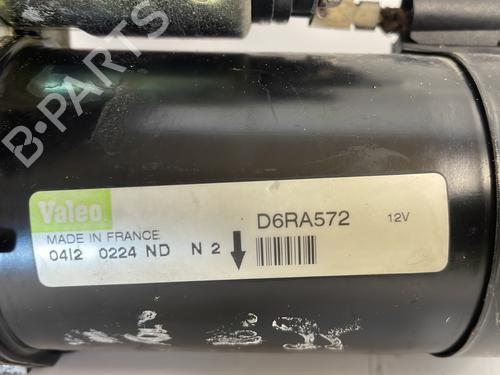 B-PARTS
Valeo
D6RA572 12V
MADE IN FRANCE
0412 0224 ND N 2